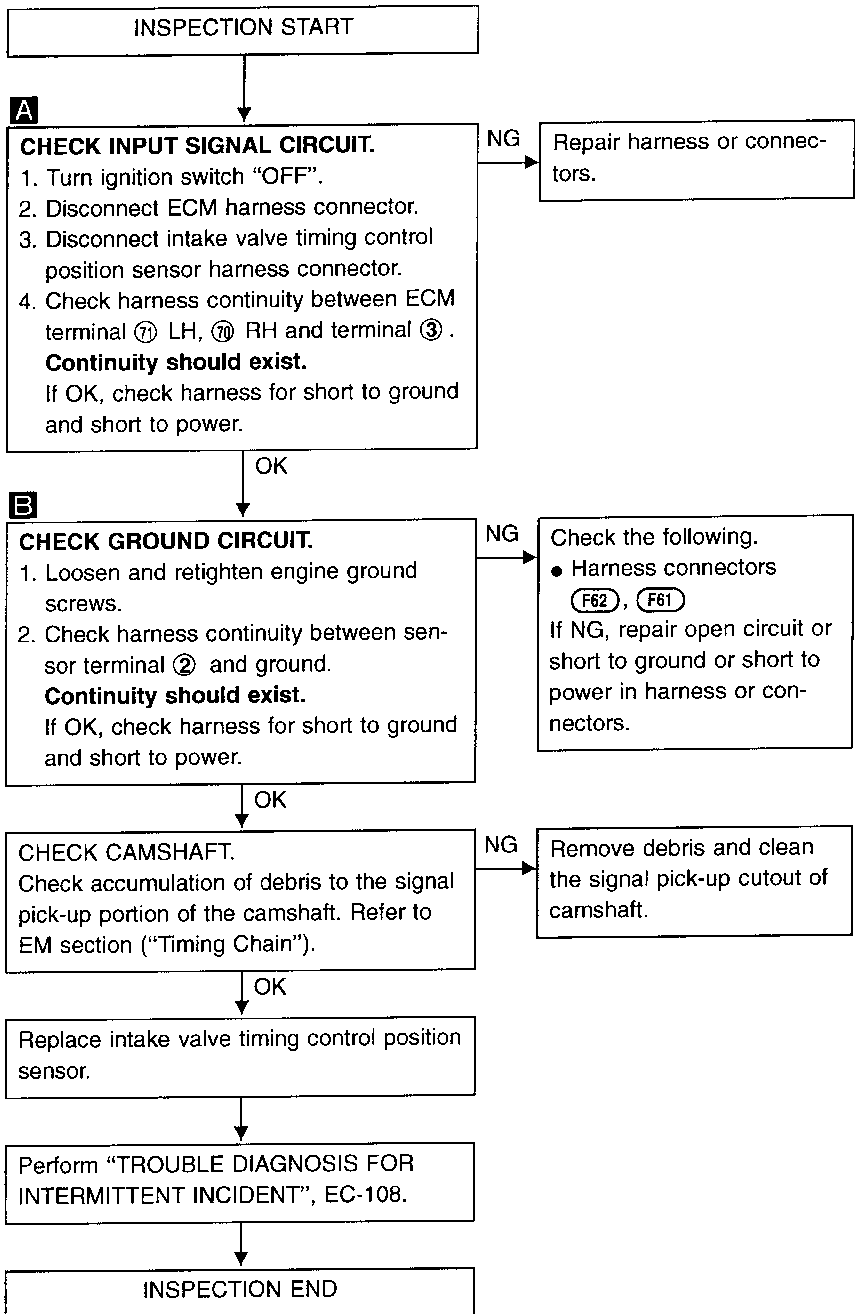 INSPECTION START
A
CHECK INPUT SIGNAL CIRCUIT.
1. Turn ignition switch "OFF".
2. Disconnect ECM harness connector.
3. Disconnect intake valve timing control
position sensor harness connector.
4. Check harness continuity between ECM
terminal ⑦① LH, ⑦⓪ RH and terminal ③ .
Continuity should exist.
If OK, check harness for short to ground
and short to power.
NG
Repair harness or connec-
tors.
OK
B
CHECK GROUND CIRCUIT.
1. Loosen and retighten engine ground
screws.
2. Check harness continuity between sen-
sor terminal ② and ground.
Continuity should exist.
If OK, check harness for short to ground
and short to power.
NG
Check the following.
● Harness connectors
F62, F61
If NG, repair open circuit or
short to ground or short to
power in harness or con-
nectors.
OK
CHECK CAMSHAFT.
Check accumulation of debris to the signal
pick-up portion of the camshaft. Refer to
EM section ("Timing Chain").
NG
Remove debris and clean
the signal pick-up cutout of
camshaft.
OK
Replace intake valve timing control position
sensor.
Perform "TROUBLE DIAGNOSIS FOR
INTERMITTENT INCIDENT", EC-108.
INSPECTION END